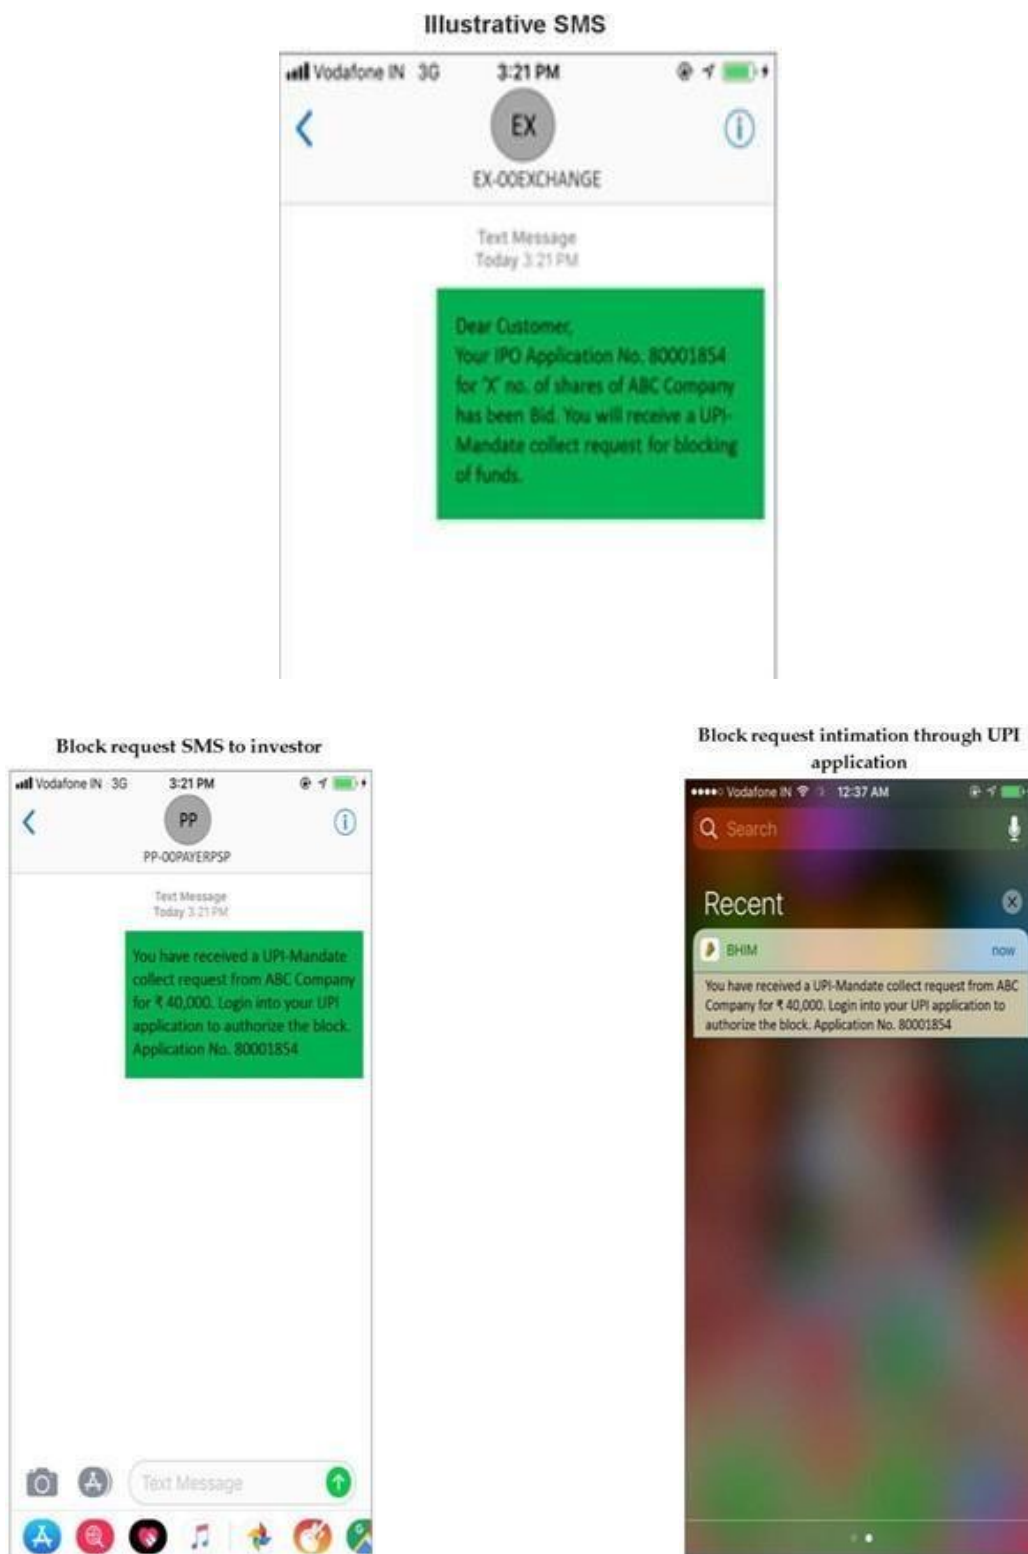 Illustrative SMS
Vodafone IN 3G 3:21 PM
EX
EX-OOEXCHANGE
Text Message
Today 3:21 PM
Dear Customer,
Your IPO Application No. 80001854
for 'X' no. of shares of ABC Company
has been Bid. You will receive a UPI-
Mandate collect request for blocking
of funds.
Block request SMS to investor
Vodafone IN 3G 3:21 PM
PP
PP-OOPAYERPSP
Text Message
Today 3:21 PM
You have received a UPI-Mandate
collect request from ABC Company
for ₹ 40,000. Login into your UPI
application to authorize the block.
Application No. 80001854
Text Message
Block request intimation through UPI
application
Vodafone IN 12:37 AM
Search
Recent
BHIM now
You have received a UPI-Mandate collect request from ABC
Company for ₹ 40,000. Login into your UPI application to
authorize the block. Application No. 80001854